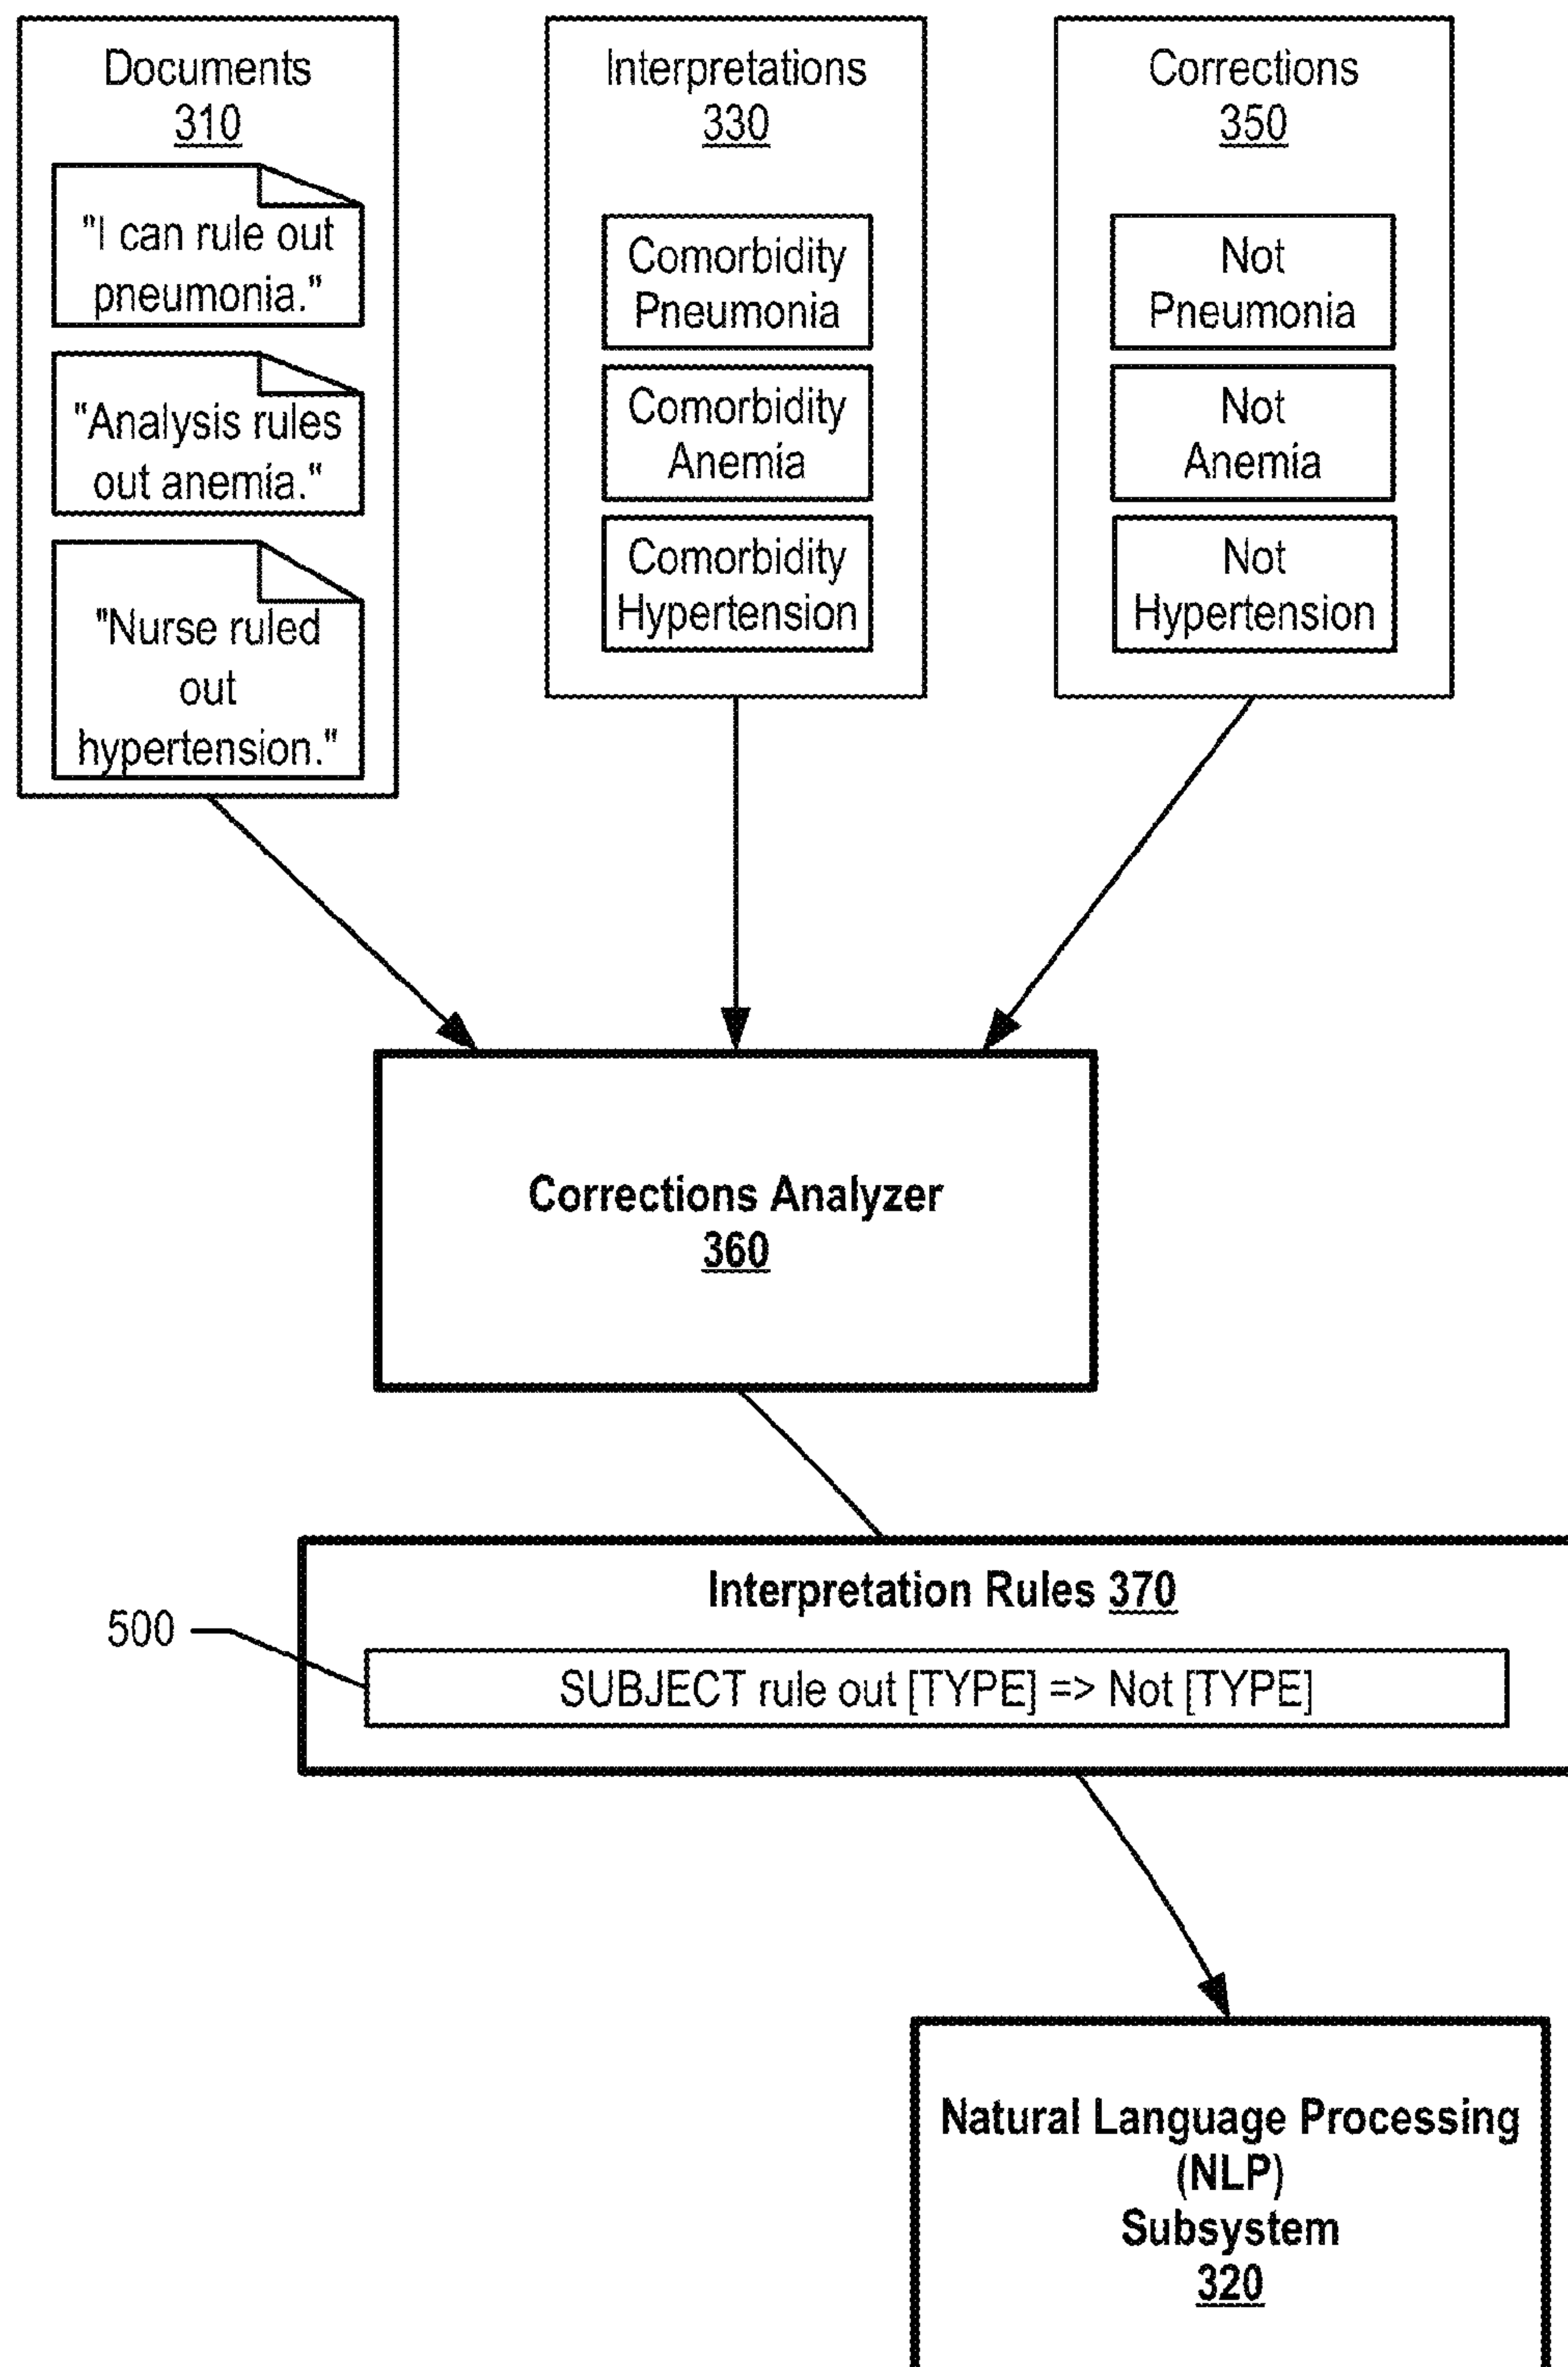 Documents
310
"I can rule out
pneumonia."
"Analysis rules
out anemia."
"Nurse ruled
out
hypertension."
Interpretations
330
Comorbidity
Pneumonia
Comorbidity
Anemia
Comorbidity
Hypertension
Corrections
350
Not
Pneumonia
Not
Anemia
Not
Hypertension
Corrections Analyzer
360
Interpretation Rules 370
500
SUBJECT rule out [TYPE] => Not [TYPE]
Natural Language Processing
(NLP)
Subsystem
320